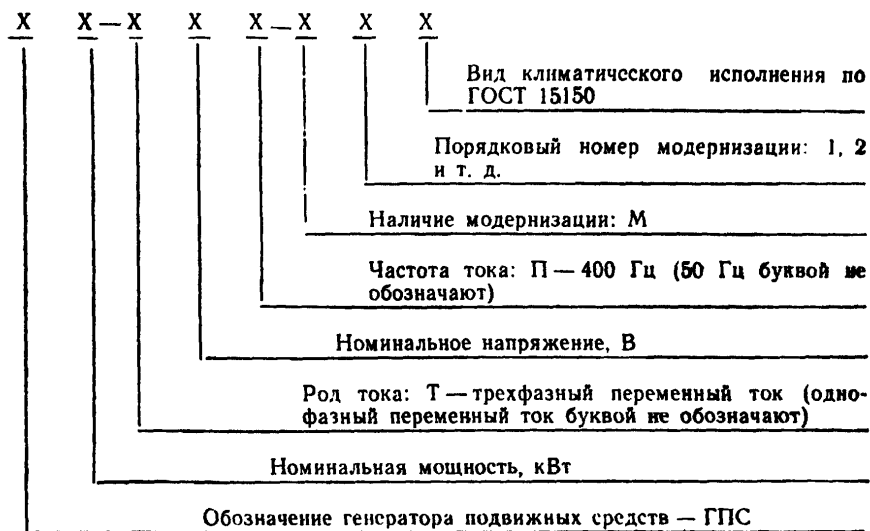 X X—X X X—X X X
Вид климатического исполнения по
ГОСТ 15150
Порядковый номер модернизации: 1, 2
и т. д.
Наличие модернизации: М
Частота тока: П — 400 Гц (50 Гц буквой не
обозначают)
Номинальное напряжение, В
Род тока: Т — трехфазный переменный ток (одно-
фазный переменный ток буквой не обозначают)
Номинальная мощность, кВт
Обозначение генератора подвижных средств — ГПС